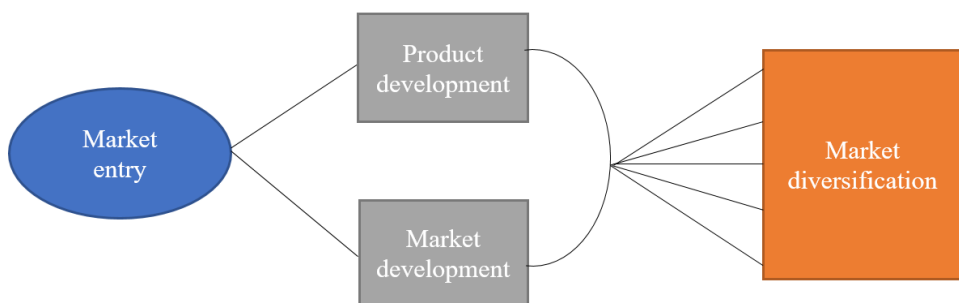 Market
entry
Product
development
Market
development
Market
diversification